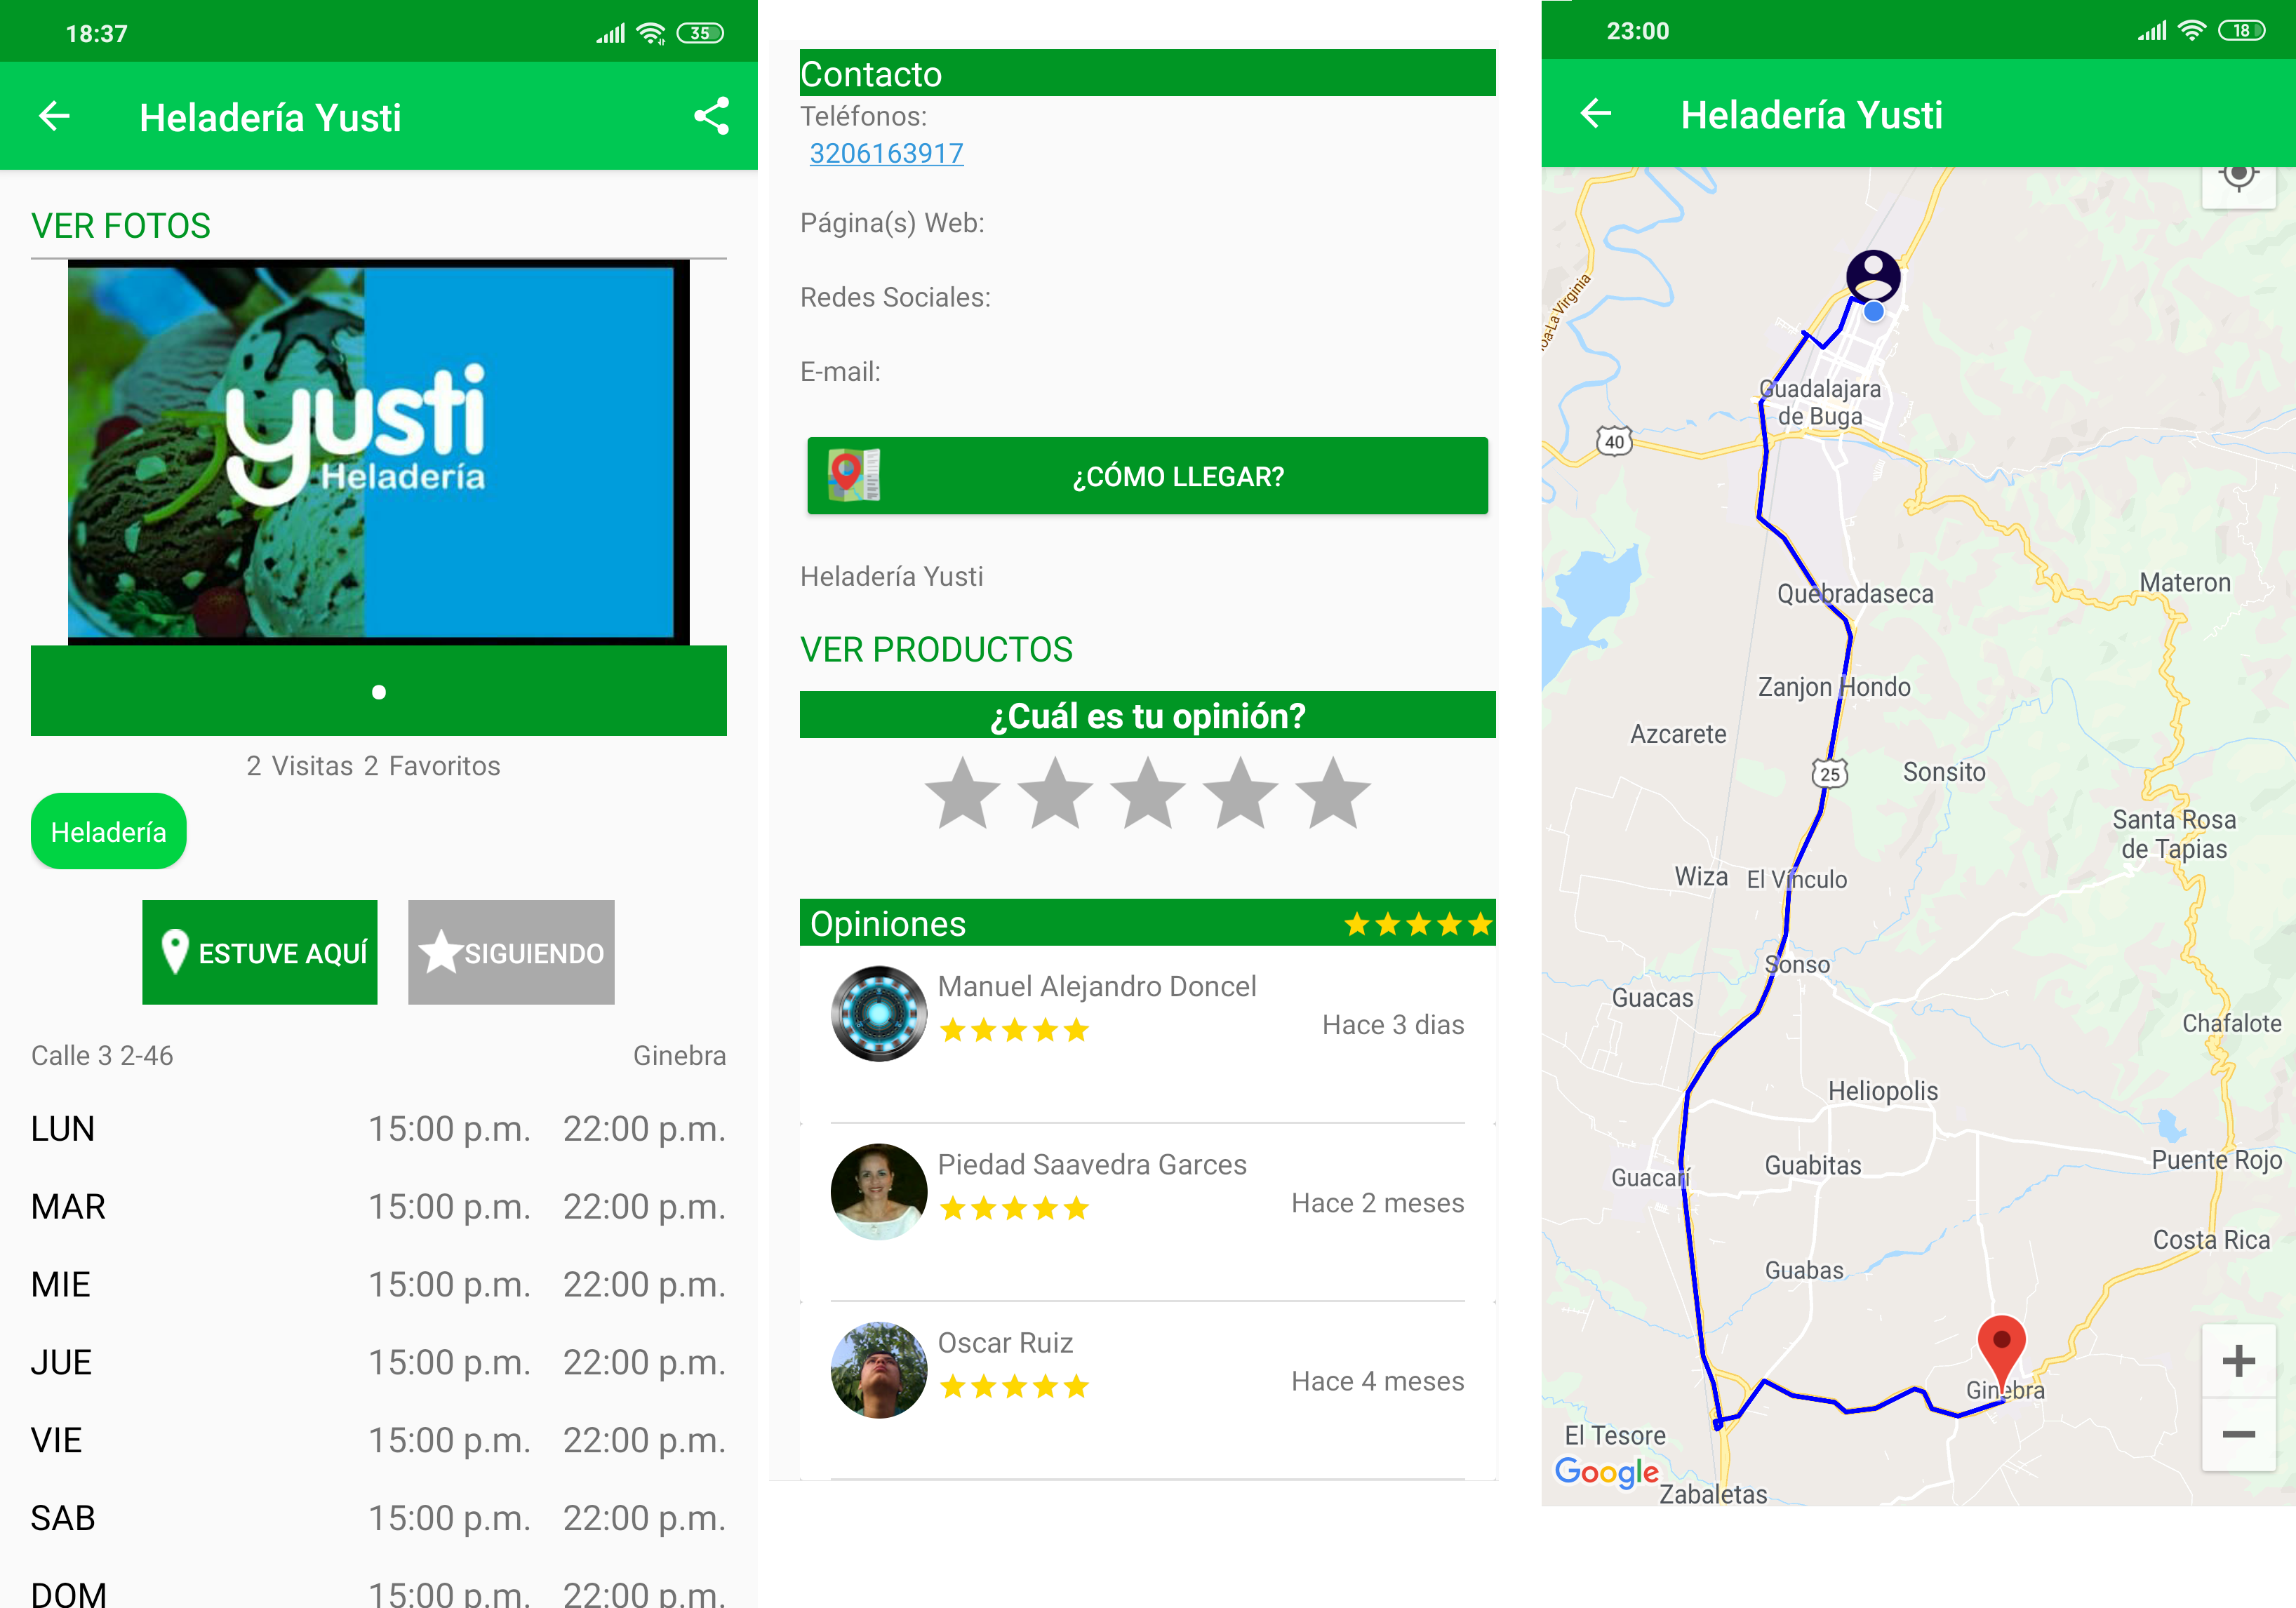 18:37
35
Heladería Yusti
VER FOTOS
yusti
Heladería
2 Visitas 2 Favoritos
Heladería
ESTUVE AQUÍ
SIGUIENDO
Calle 3 2-46 Ginebra
LUN 15:00 p.m. 22:00 p.m.
MAR 15:00 p.m. 22:00 p.m.
MIE 15:00 p.m. 22:00 p.m.
JUE 15:00 p.m. 22:00 p.m.
VIE 15:00 p.m. 22:00 p.m.
SAB 15:00 p.m. 22:00 p.m.
DOM 15:00 p.m. 22:00 p.m.
Contacto
Teléfonos:
3206163917
Página(s) Web:
Redes Sociales:
E-mail:
¿CÓMO LLEGAR?
Heladería Yusti
VER PRODUCTOS
¿Cuál es tu opinión?
Opiniones
Manuel Alejandro Doncel
Hace 3 dias
Piedad Saavedra Garces
Hace 2 meses
Oscar Ruiz
Hace 4 meses
23:00
18
Heladería Yusti
oa-La Virginia
Guadalajara
de Buga
40
Quebradaseca
Materon
Zanjon Hondo
Azcarete
25
Sonsito
Santa Rosa
de Tapias
Wiza
El Vínculo
Sonso
Guacas
Chafalote
Heliopolis
Guabitas
Puente Rojo
Guacarí
Costa Rica
Guabas
Ginebra
El Tesore
Google
Zabaletas